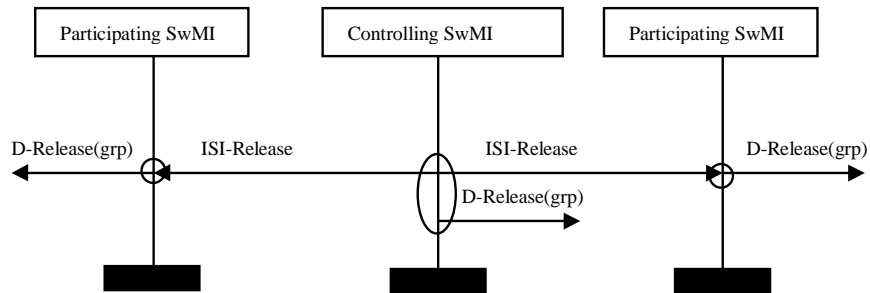 Participating SwMI
Controlling SwMI
Participating SwMI
D-Release(grp)
ISI-Release
ISI-Release
D-Release(grp)
D-Release(grp)